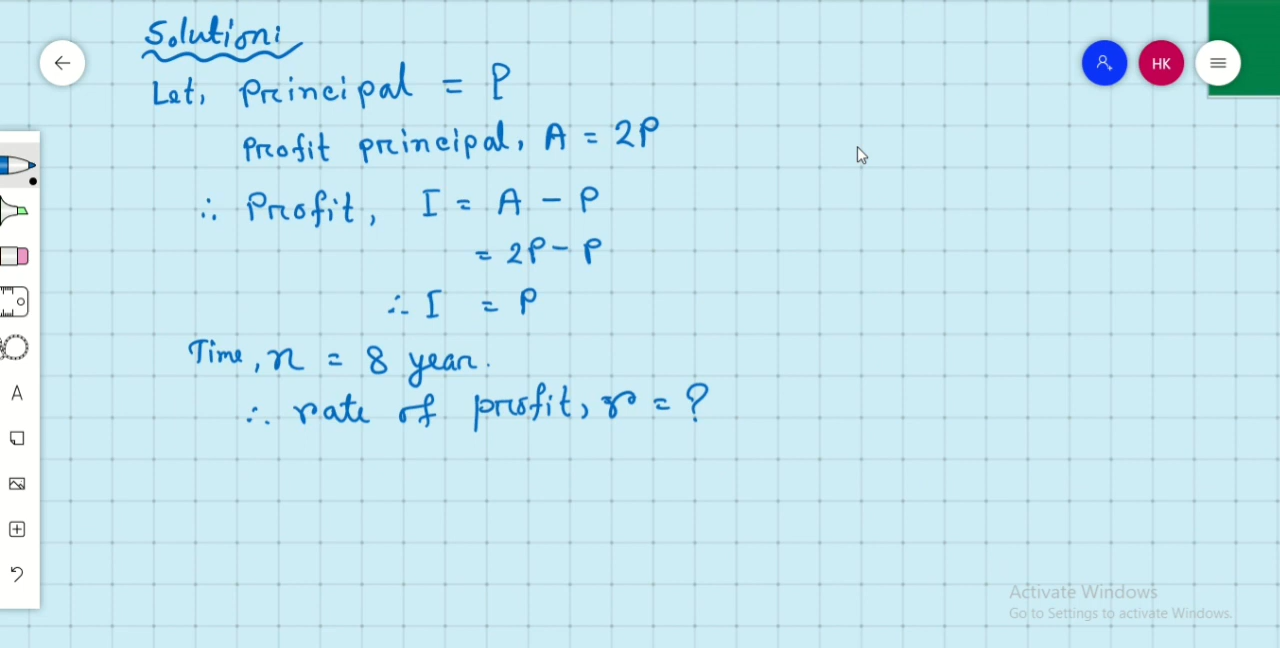 Solution:
HK
Let, Principal = P
Profit principal, A = 2P
∴ Profit, I = A - P
= 2P - P
∴ I = P
Time, n = 8 year.
∴ rate of profit, r = ?
A
Activate Windows
Go to Settings to activate Windows.